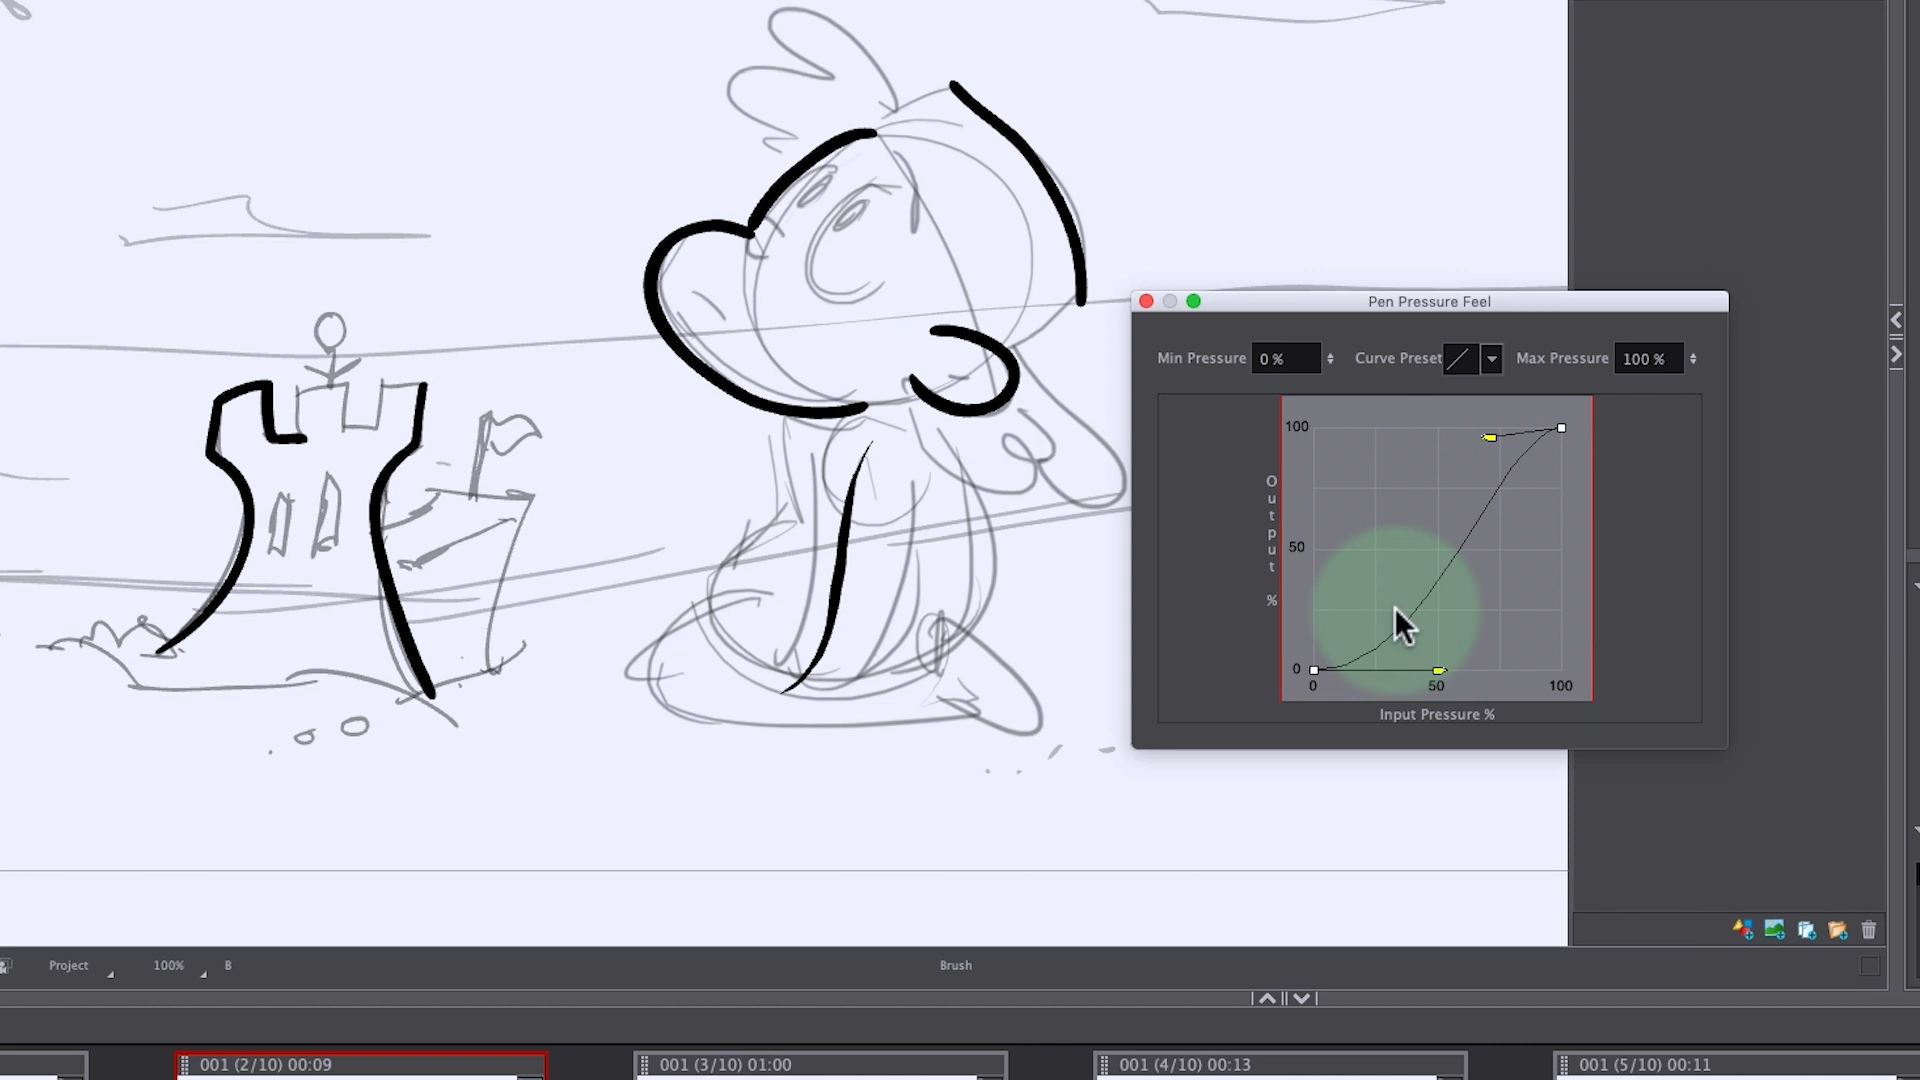 Pen Pressure Feel
Min Pressure 0 % Curve Preset Max Pressure 100 %
100
50
0
Output %
0 50 100
Input Pressure %
Project 100% B Brush
001 (2/10) 00:09 001 (3/10) 01:00 001 (4/10) 00:13 001 (5/10) 00:11